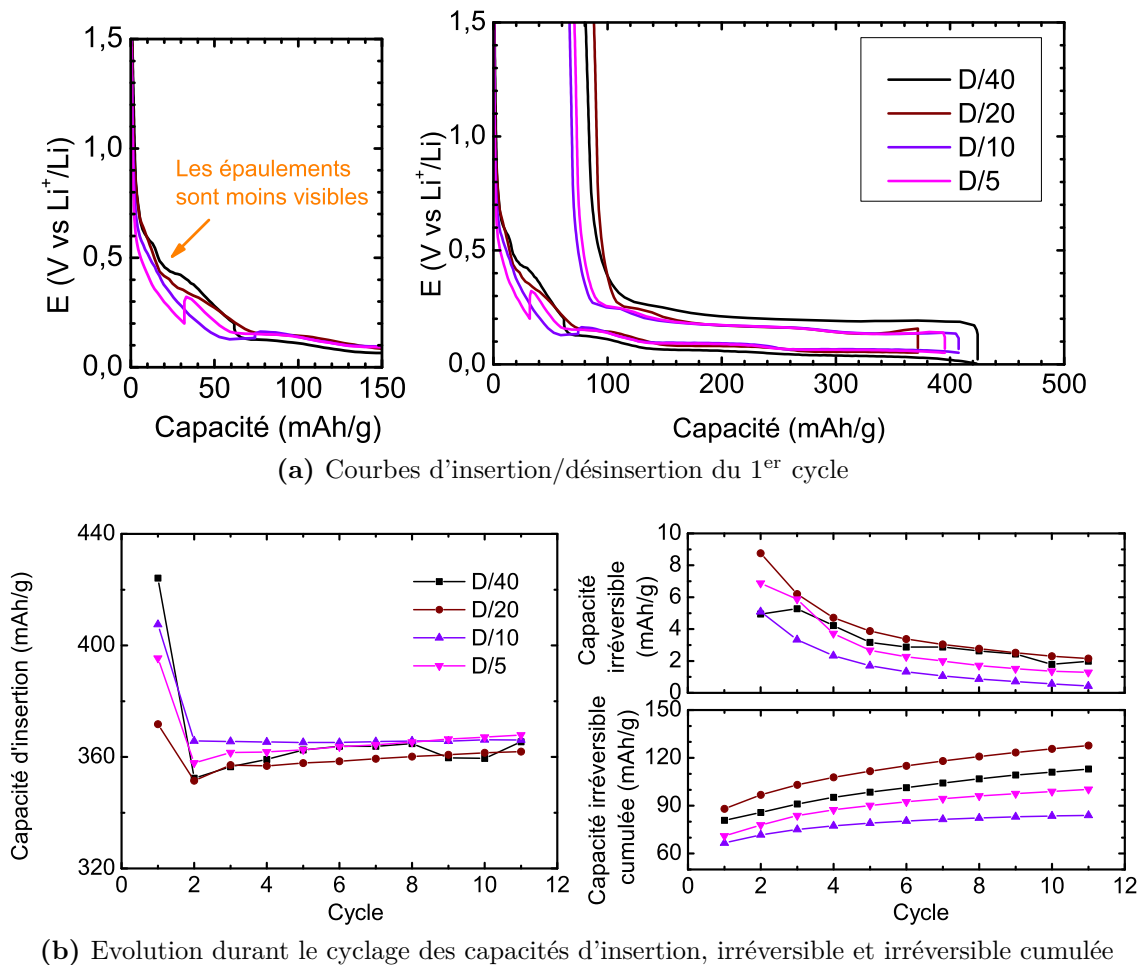 1,5
1,0
0,5
0,0
E (V vs Li⁺/Li)
Les épaulements
sont moins visibles
0 50 100 150
Capacité (mAh/g)
1,5
1,0
0,5
0,0
E (V vs Li⁺/Li)
D/40
D/20
D/10
D/5
0 100 200 300 400 500
Capacité (mAh/g)
(a) Courbes d'insertion/désinsertion du 1er cycle
440
400
360
320
Capacité d'insertion (mAh/g)
D/40
D/20
D/10
D/5
0 2 4 6 8 10 12
Cycle
10
8
6
4
2
0
Capacité
irréversible
(mAh/g)
150
120
90
60
Capacité irréversible
cumulée (mAh/g)
0 2 4 6 8 10 12
Cycle
(b) Evolution durant le cyclage des capacités d'insertion, irréversible et irréversible cumulée